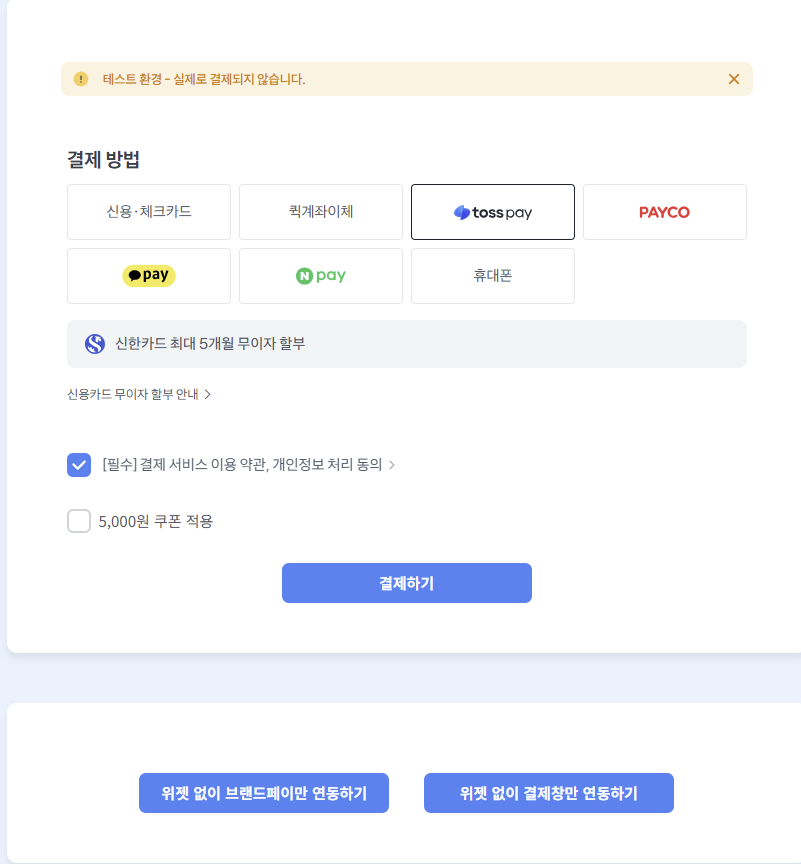 테스트 환경 - 실제로 결제되지 않습니다.
결제 방법
신용·체크카드
퀵계좌이체
toss pay
PAYCO
pay
N pay
휴대폰
신한카드 최대 5개월 무이자 할부
신용카드 무이자 할부 안내
[필수] 결제 서비스 이용 약관, 개인정보 처리 동의
5,000원 쿠폰 적용
결제하기
위젯 없이 브랜드페이만 연동하기
위젯 없이 결제창만 연동하기